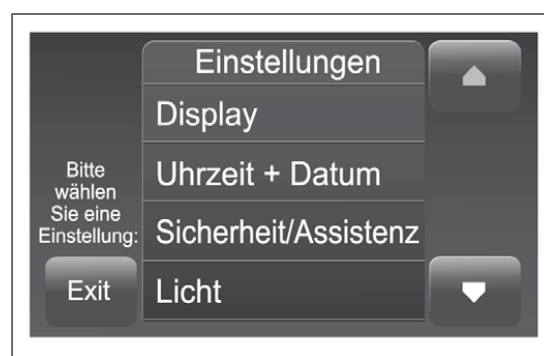 Einstellungen
Display
Uhrzeit + Datum
Sicherheit/Assistenz
Licht
Bitte
wählen
Sie eine
Einstellung:
Exit